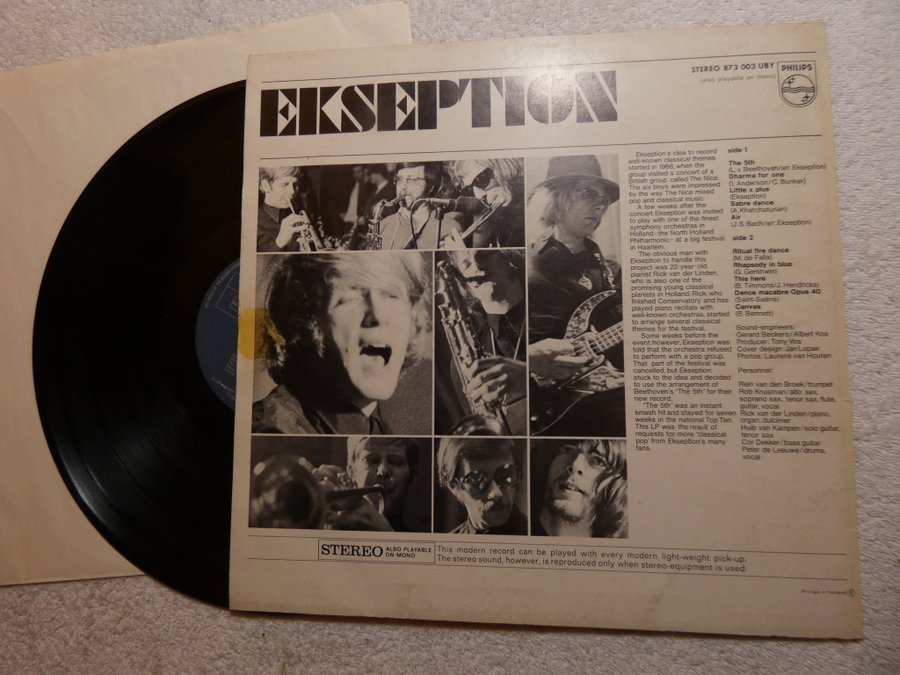 EKSEPTION
STEREO 873 003 UBY
(also playable on mono)
PHILIPS
Ekseption's idea to record
well-known classical themes
started in 1968, when the
group visited a concert of a
British group called The Nice.
The six boys were impressed
by the way The Nice mixed
pop and classical music.
A few weeks after the
concert Ekseption was invited
to play with one of the finest
symphony orchestras in
Holland - the North Holland
Philharmonic - at a big festival
in Haarlem.
The obvious man with
Ekseption to handle this
project was 22-year old
pianist Rick van der Linden,
who is also one of the
promising young classical
pianists in Holland. Rick, who
finished Conservatory and has
played piano recitals with
well-known orchestras, started
to arrange several classical
themes for the festival.
Some weeks before the
event, however, Ekseption was
told that the orchestra refused
to perform with a pop group.
That part of the festival was
cancelled, but Ekseption
stuck to the idea and decided
to use the arrangement of
Beethoven's "The 5th" for their
new record.
"The 5th" was an instant
smash hit and stayed for seven
weeks in the national Top Ten.
This LP was the result of
requests for more 'classical
pop' from Ekseption's many
fans.
side 1
The 5th
(L. v. Beethoven/arr. Ekseption)
Dharma for one
(I. Anderson/C. Bunker)
Little x plus
(Ekseption)
Sabre dance
(A. Khatchaturian)
Air
(J.S. Bach/arr. Ekseption)
side 2
Ritual fire dance
(M. de Falla)
Rhapsody in blue
(G. Gershwin)
This here
(B. Timmons/J. Hendricks)
Dance macabre Opus 40
(Saint-Saëns)
Canvas
(B. Bennett)
Sound-engineers:
Gerard Beckers/Albert Kos
Producer: Tony Vos
Cover design: Jan Lepair
Photos: Laurens van Houten
Personnel:
Rein van den Broek/trumpet
Rob Kruisman/alto sax,
soprano sax, tenor sax, flute,
guitar, vocal
Rick van der Linden/piano,
organ, dulcimer
Huib van Kampen/solo guitar,
tenor sax
Cor Dekker/bass guitar
Peter de Leeuwe/drums,
vocal
STEREO ALSO PLAYABLE
ON MONO
This modern record can be played with every modern light-weight pick-up.
The stereo sound, however, is reproduced only when stereo-equipment is used.
Printed in Holland